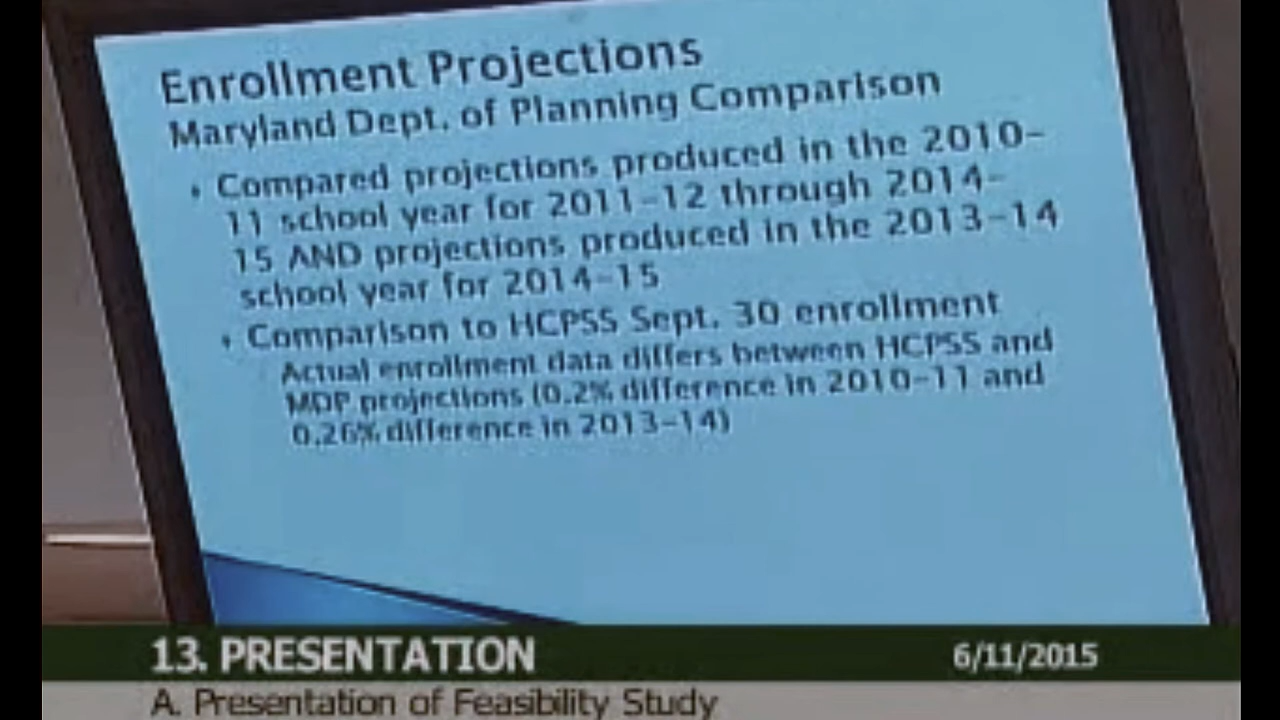 Enrollment Projections
Maryland Dept. of Planning Comparison
• Compared projections produced in the 2010-
11 school year for 2011-12 through 2014-
15 AND projections produced in the 2013-14
school year for 2014-15
• Comparison to HCPSS Sept. 30 enrollment
Actual enrollment data differs between HCPSS and
MDP projections (0.2% difference in 2010-11 and
0.26% difference in 2013-14)
13. PRESENTATION
6/11/2015
A. Presentation of Feasibility Study